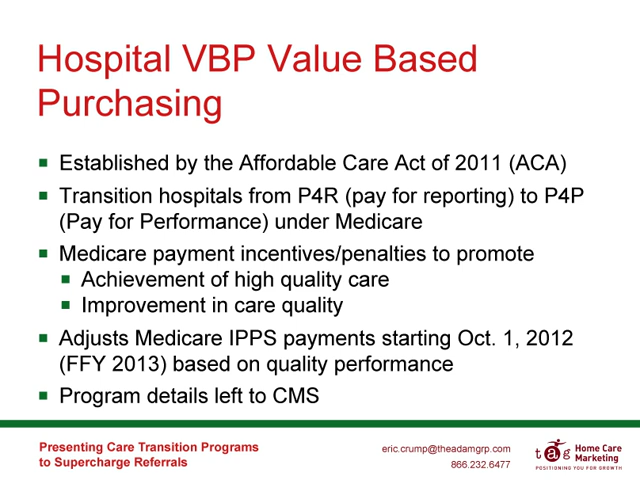 Hospital VBP Value Based
Purchasing
Established by the Affordable Care Act of 2011 (ACA)
Transition hospitals from P4R (pay for reporting) to P4P
(Pay for Performance) under Medicare
Medicare payment incentives/penalties to promote
Achievement of high quality care
Improvement in care quality
Adjusts Medicare IPPS payments starting Oct. 1, 2012
(FFY 2013) based on quality performance
Program details left to CMS
Presenting Care Transition Programs
to Supercharge Referrals
eric.crump@theadamgrp.com
866.232.6477
tag Home Care
Marketing
POSITIONING YOU FOR GROWTH